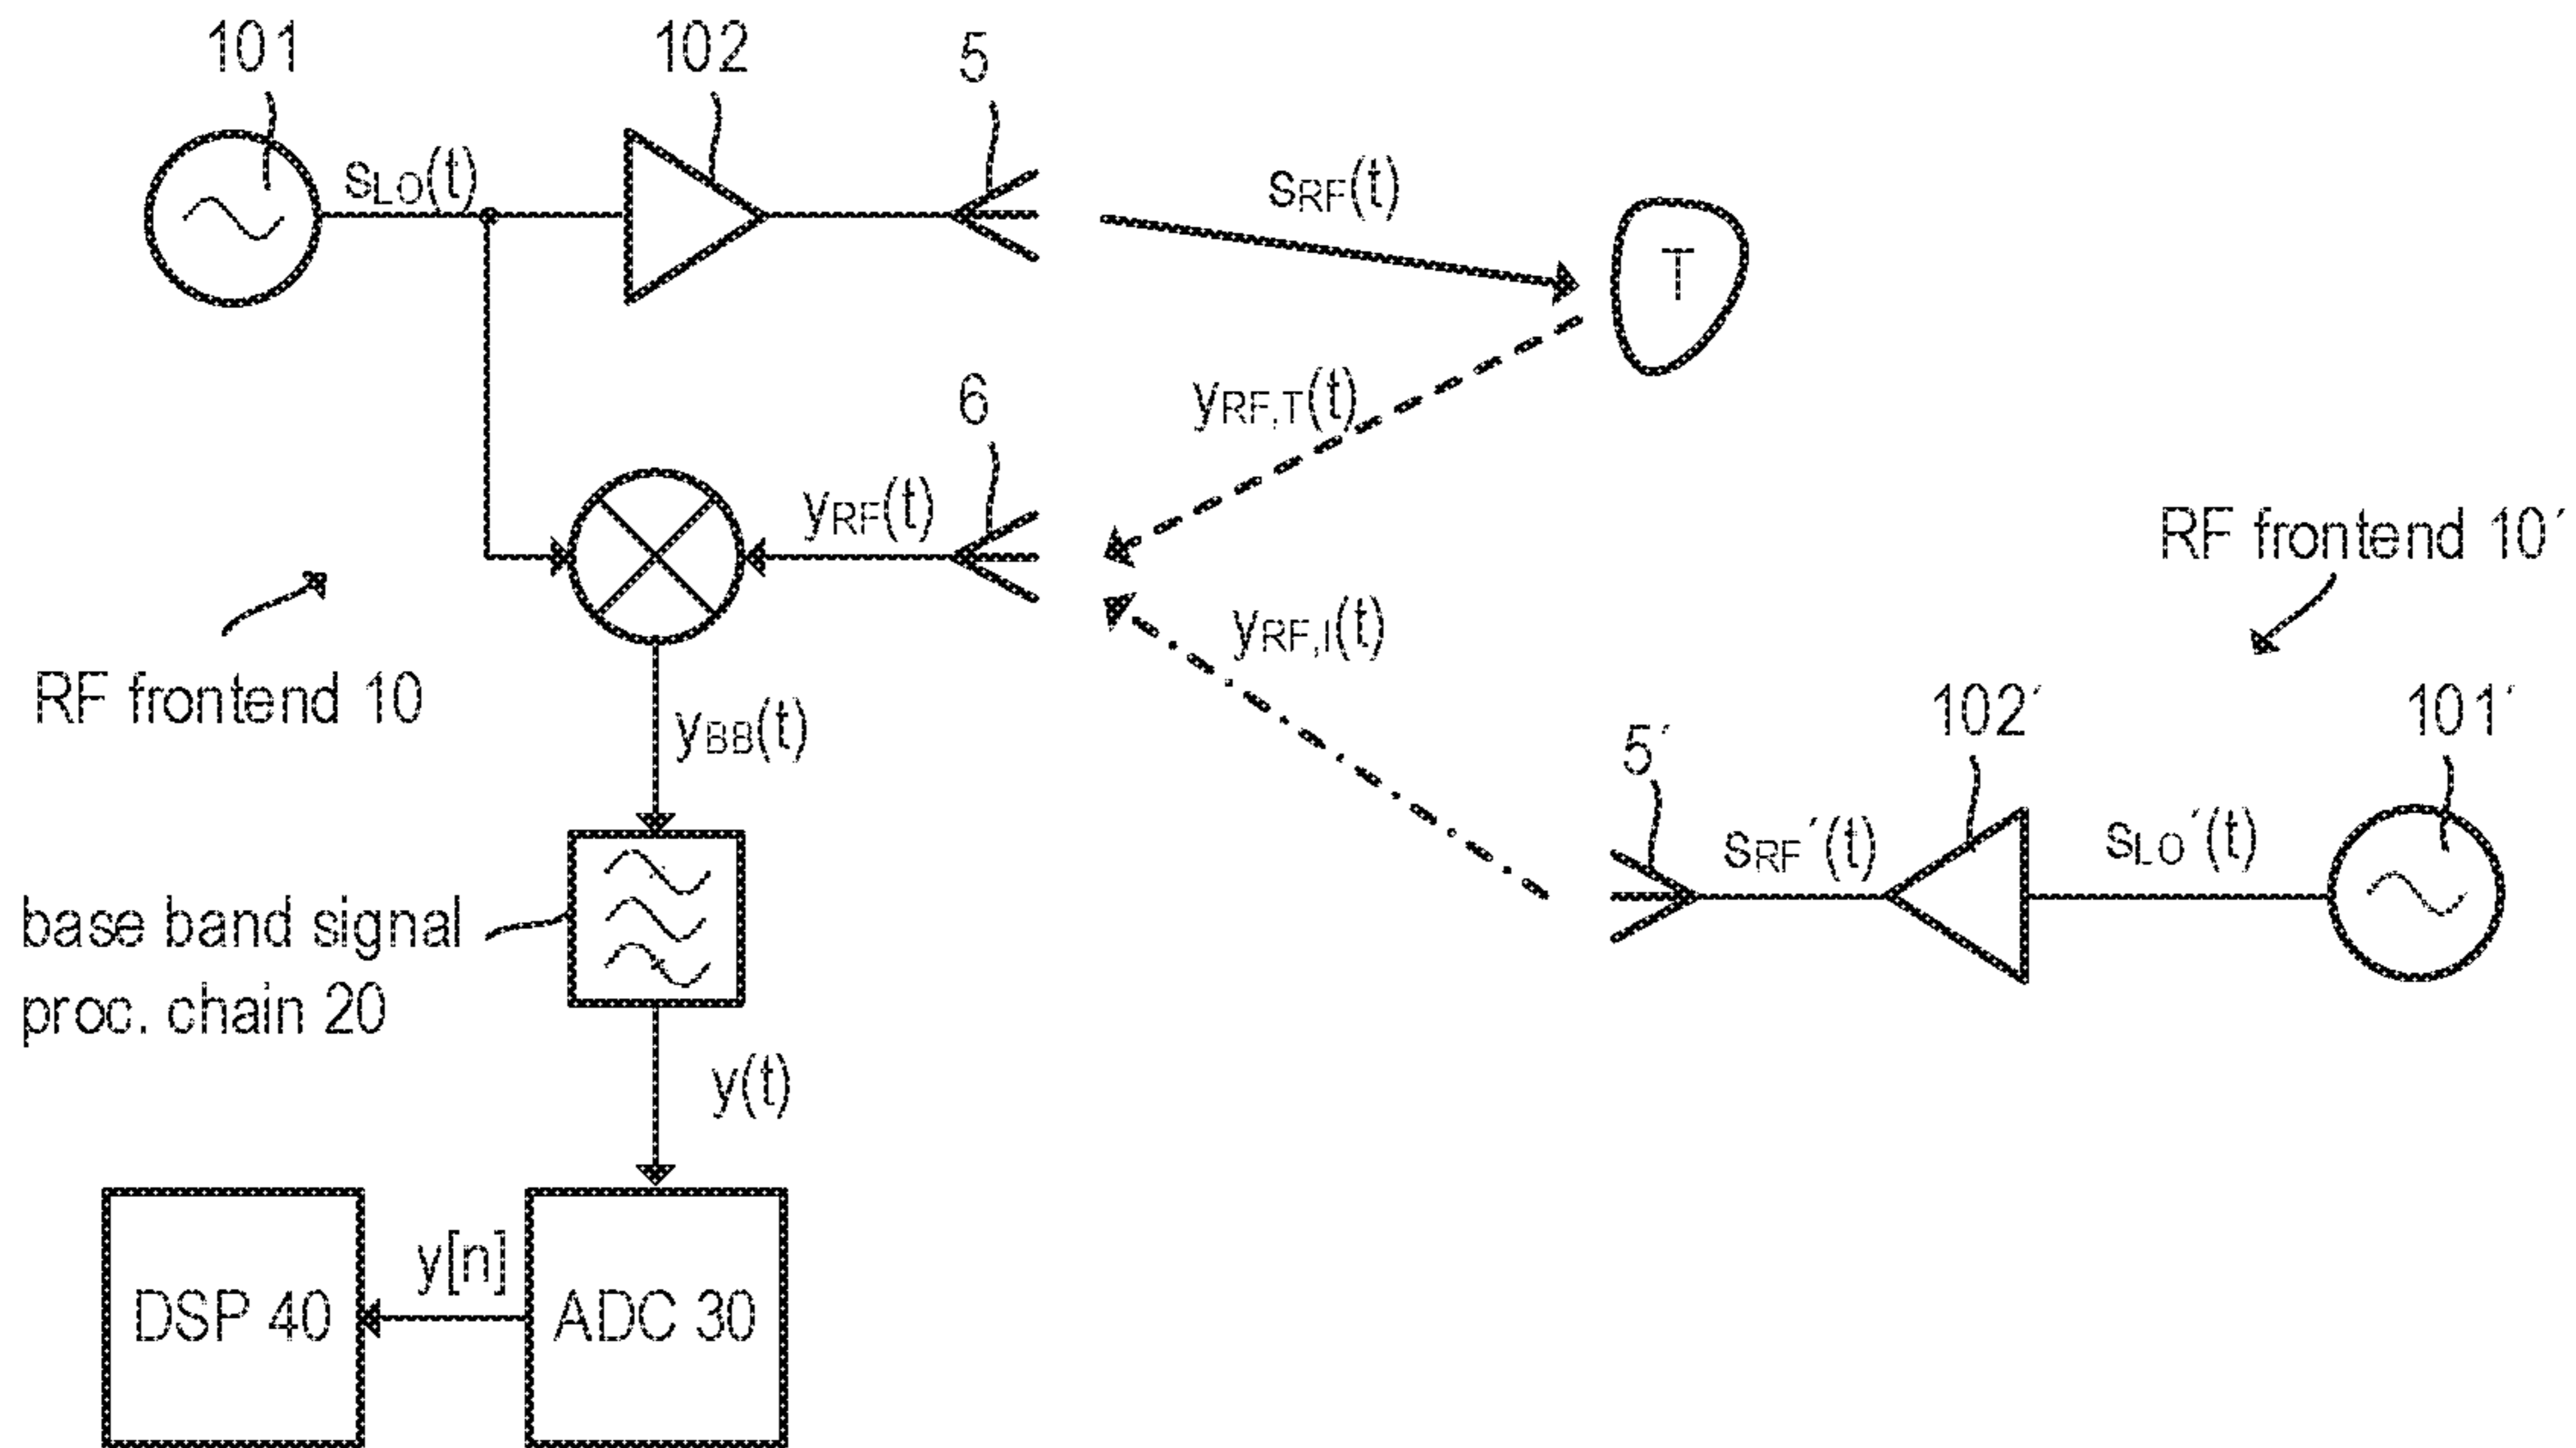 101
102
5
sLO(t)
sRF(t)
T
6
yRF,T(t)
yRF(t)
RF frontend 10´
yRF,I(t)
RF frontend 10
yBB(t)
5´
102´
101´
sRF´(t)
sLO´(t)
base band signal
proc. chain 20
y(t)
y[n]
DSP 40
ADC 30